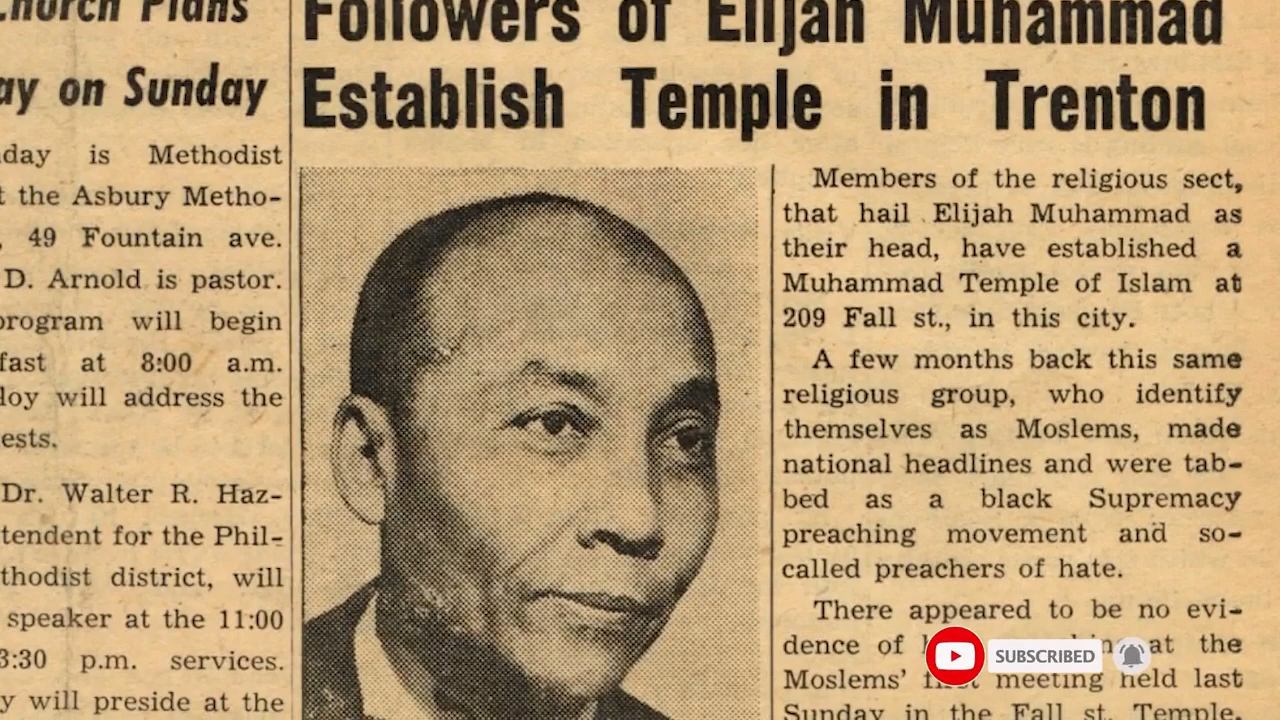 Church Plans
ay on Sunday
day is Methodist
t the Asbury Metho-
, 49 Fountain ave.
D. Arnold is pastor.
program will begin
fast at 8:00 a.m.
loy will address the
ests.
Dr. Walter R. Haz-
tendent for the Phil-
thodist district, will
speaker at the 11:00
3:30 p.m. services.
y will preside at the
Followers of Elijah Muhammad
Establish Temple in Trenton
Members of the religious sect,
that hail Elijah Muhammad as
their head, have established a
Muhammad Temple of Islam at
209 Fall st., in this city.
A few months back this same
religious group, who identify
themselves as Moslems, made
national headlines and were tab-
bed as a black Supremacy
preaching movement and so-
called preachers of hate.
There appeared to be no evi-
dence of at the
Moslems' first meeting held last
Sunday in the Fall st. Temple.
SUBSCRIBED